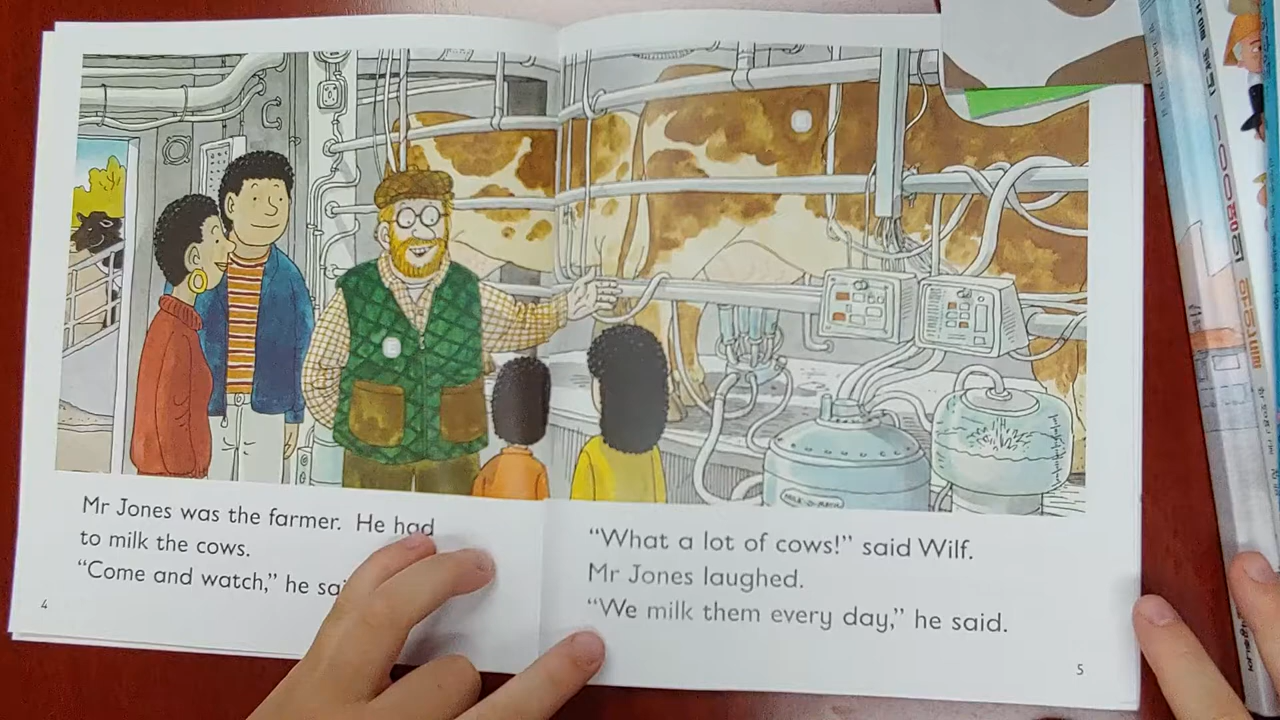 Mr Jones was the farmer. He had
to milk the cows.
"Come and watch," he
4
"What a lot of cows!" said Wilf.
Mr Jones laughed.
"We milk them every day," he said.
5